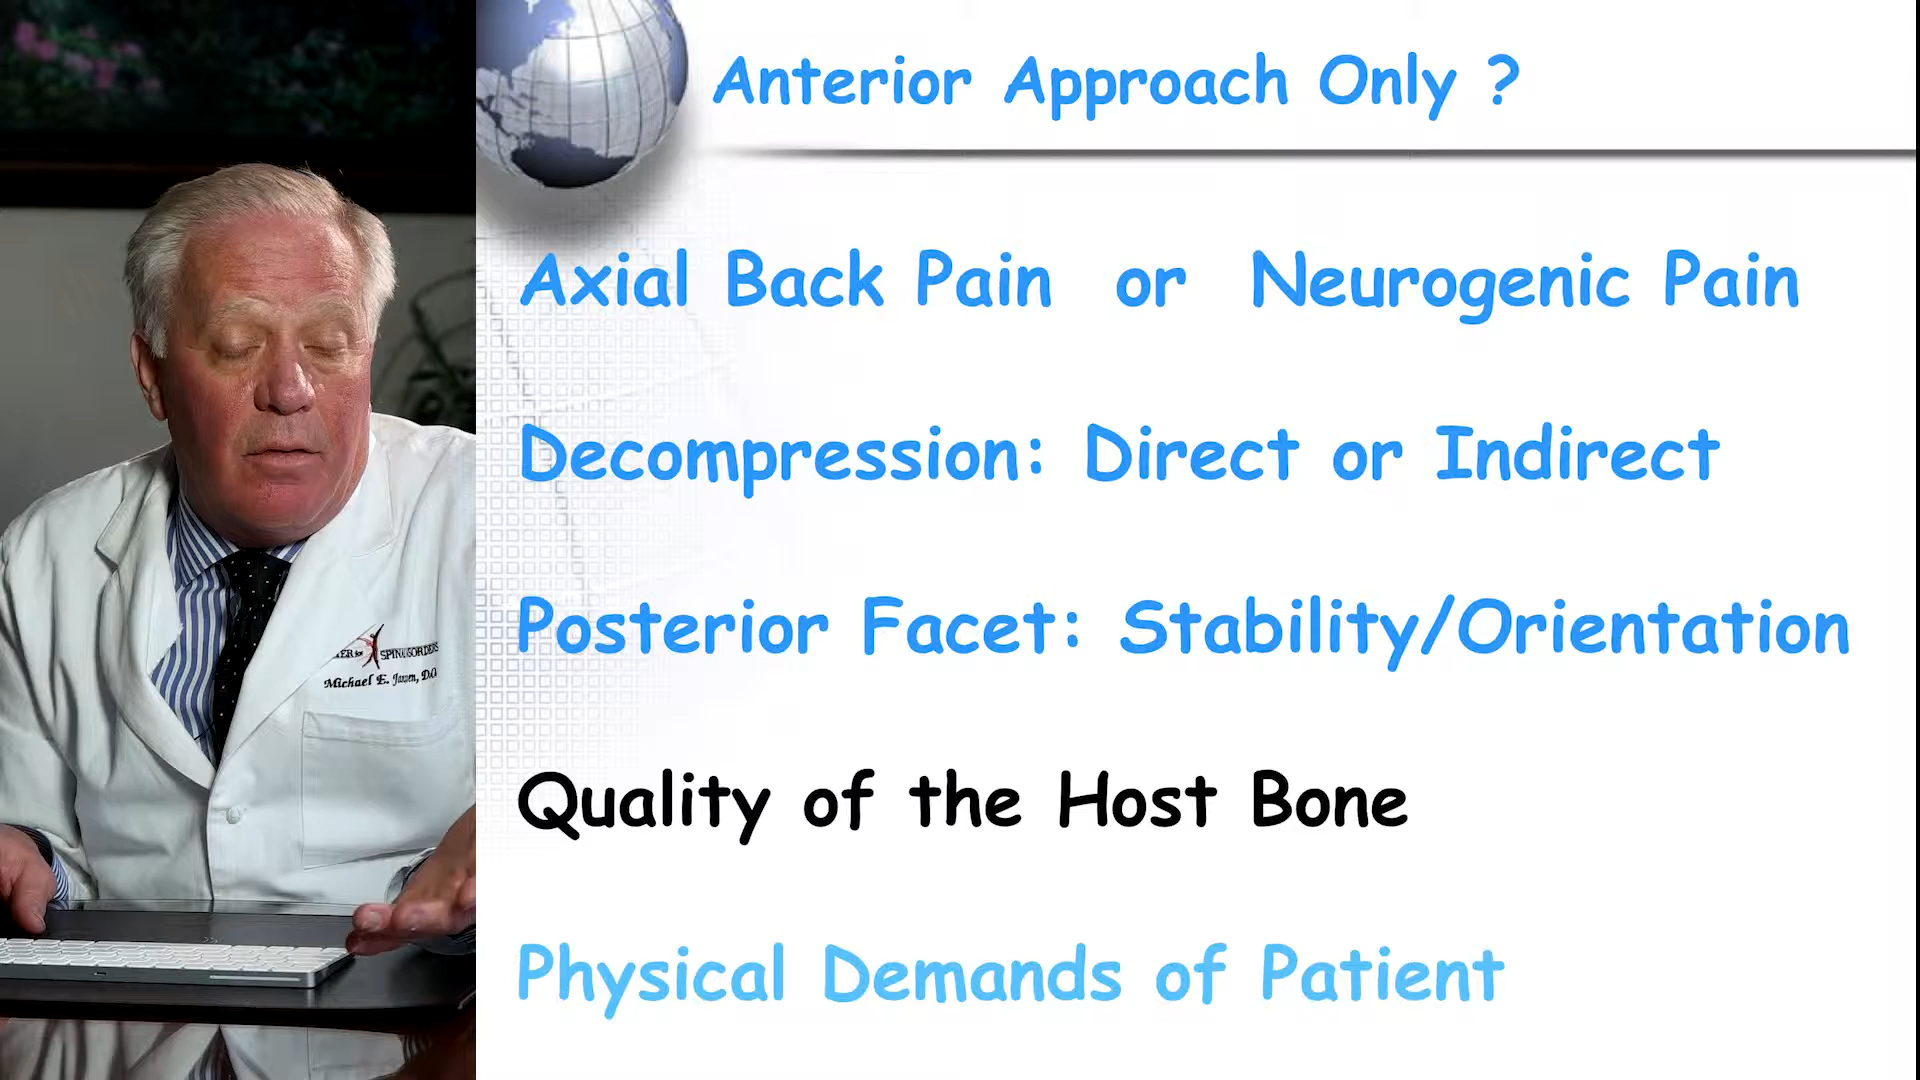 Anterior Approach Only ?
Axial Back Pain or Neurogenic Pain
Decompression: Direct or Indirect
Posterior Facet: Stability/Orientation
Quality of the Host Bone
Physical Demands of Patient
Michael E. D.O.